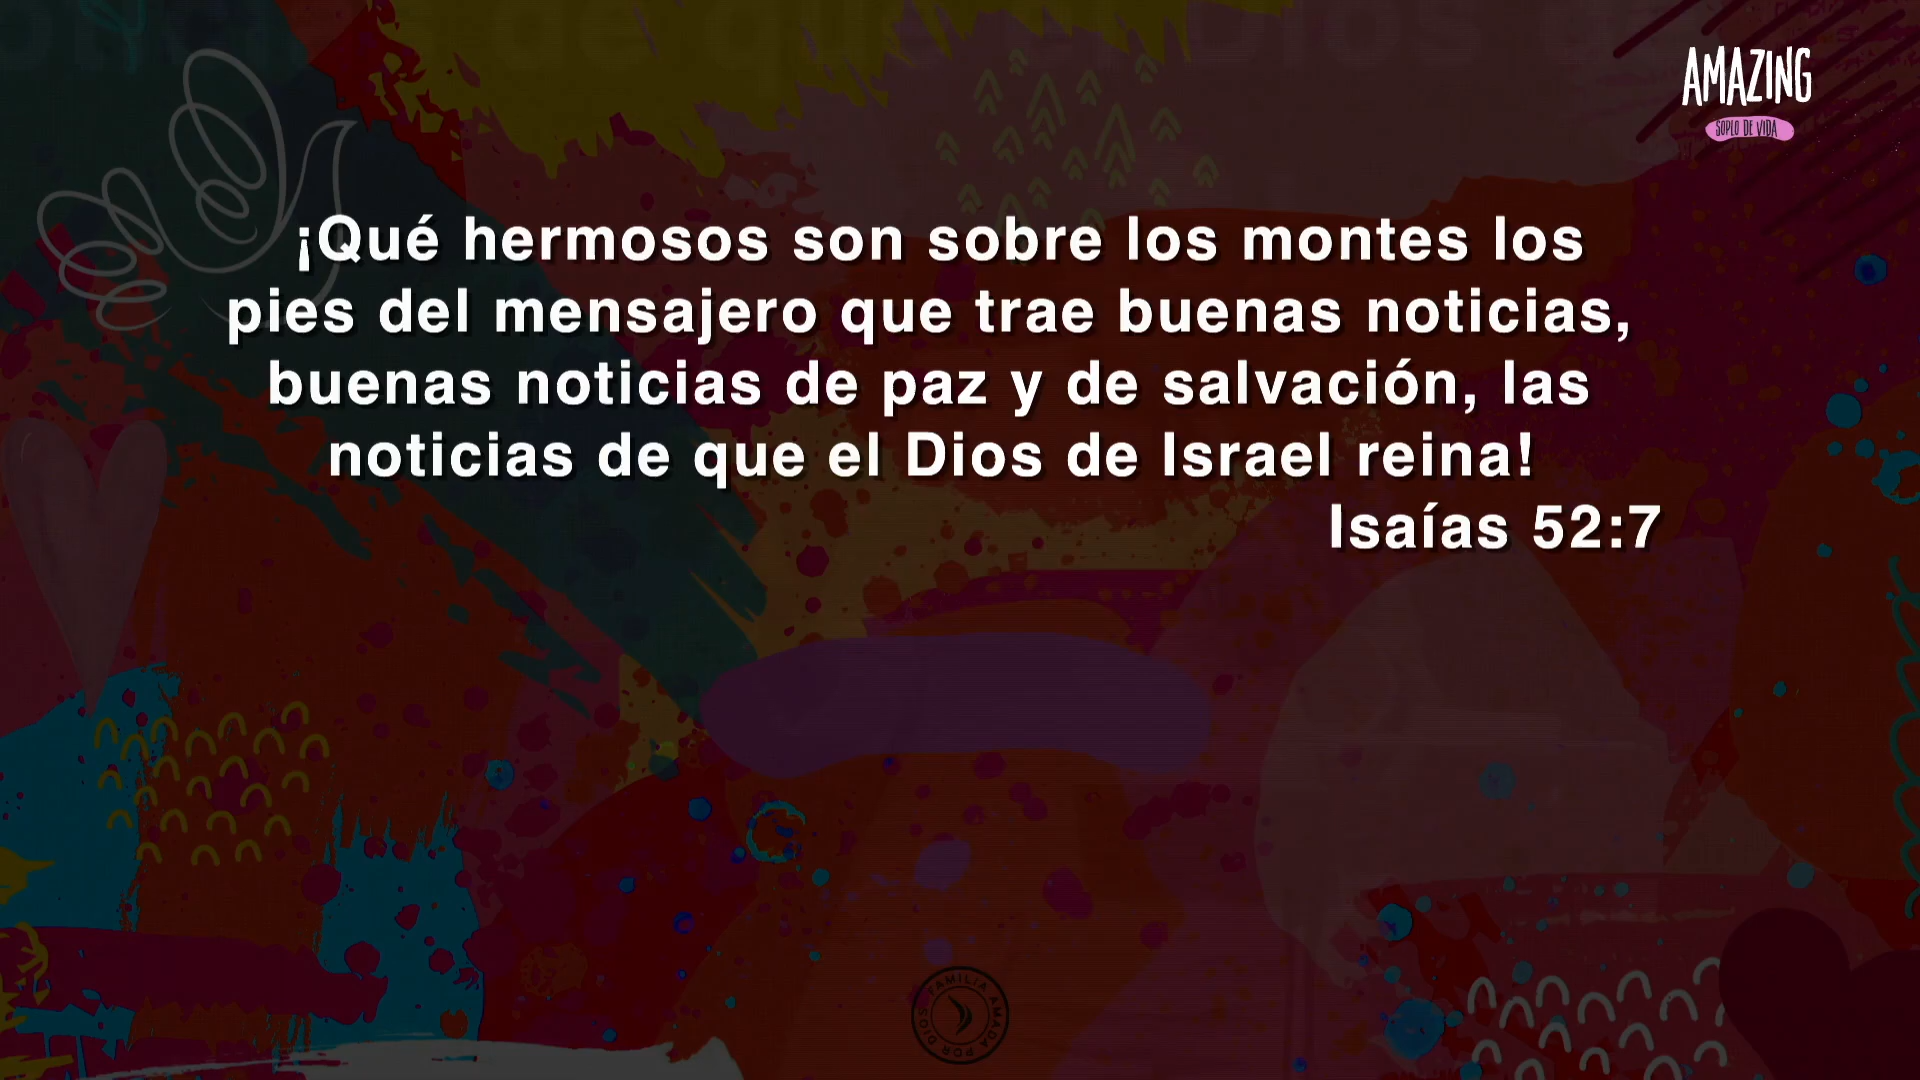 AMAZING
SOPLO DE VIDA
¡Qué hermosos son sobre los montes los
pies del mensajero que trae buenas noticias,
buenas noticias de paz y de salvación, las
noticias de que el Dios de Israel reina!
Isaías 52:7
FAMILIA AMADA POR DIOS